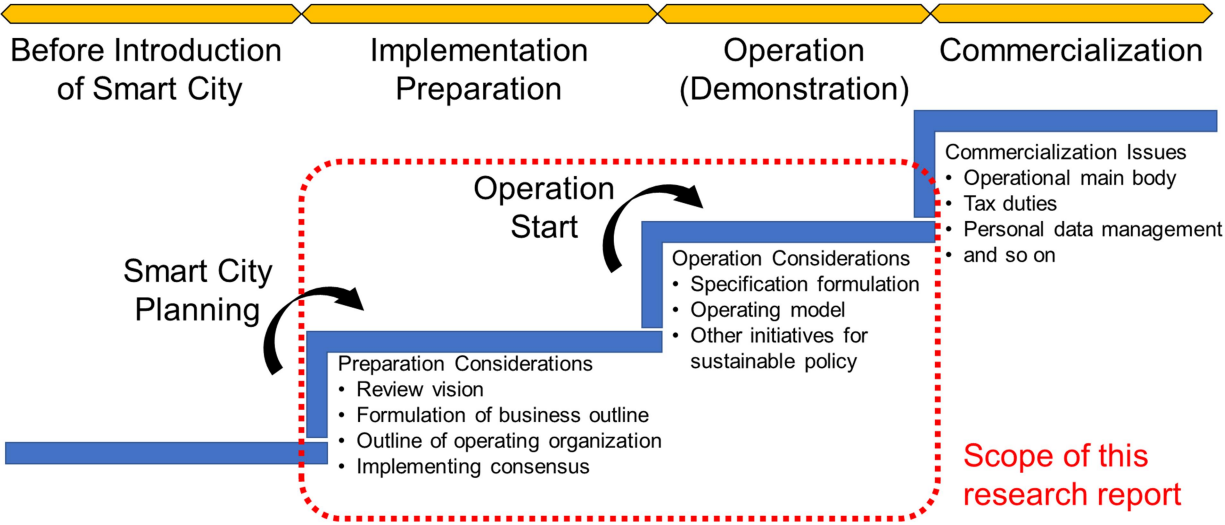 Before Introduction
of Smart City
Implementation
Preparation
Operation
(Demonstration)
Commercialization
Smart City
Planning
Operation
Start
Preparation Considerations
• Review vision
• Formulation of business outline
• Outline of operating organization
• Implementing consensus
Operation Considerations
• Specification formulation
• Operating model
• Other initiatives for
sustainable policy
Commercialization Issues
• Operational main body
• Tax duties
• Personal data management
• and so on
Scope of this
research report